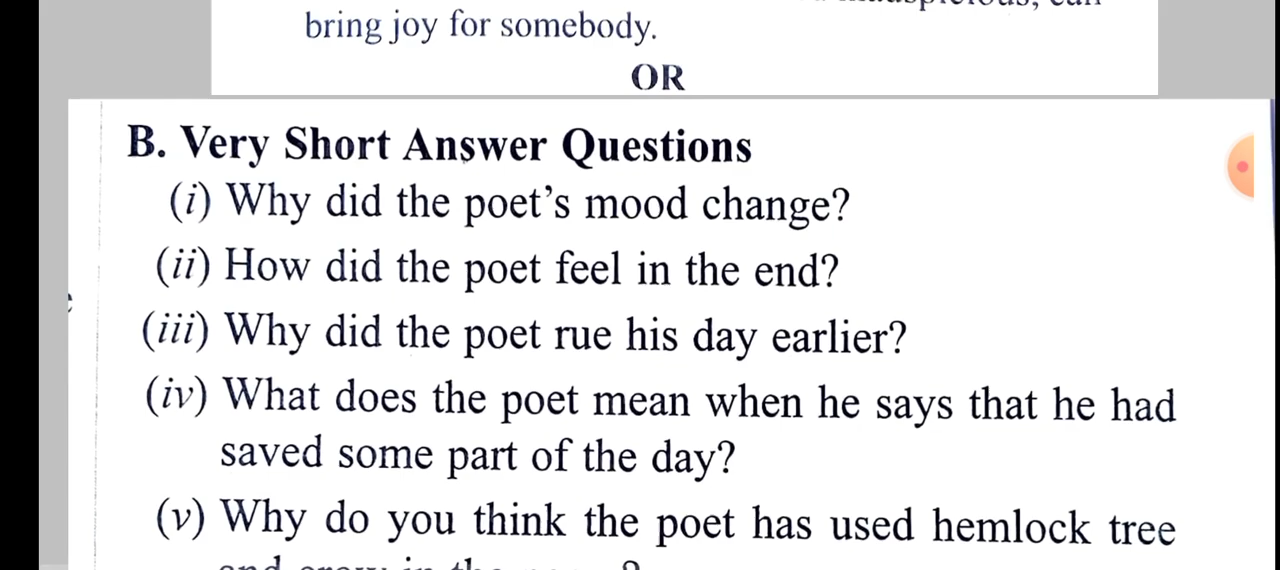 bring joy for somebody.
OR
B. Very Short Answer Questions
(i) Why did the poet's mood change?
(ii) How did the poet feel in the end?
(iii) Why did the poet rue his day earlier?
(iv) What does the poet mean when he says that he had
saved some part of the day?
(v) Why do you think the poet has used hemlock tree